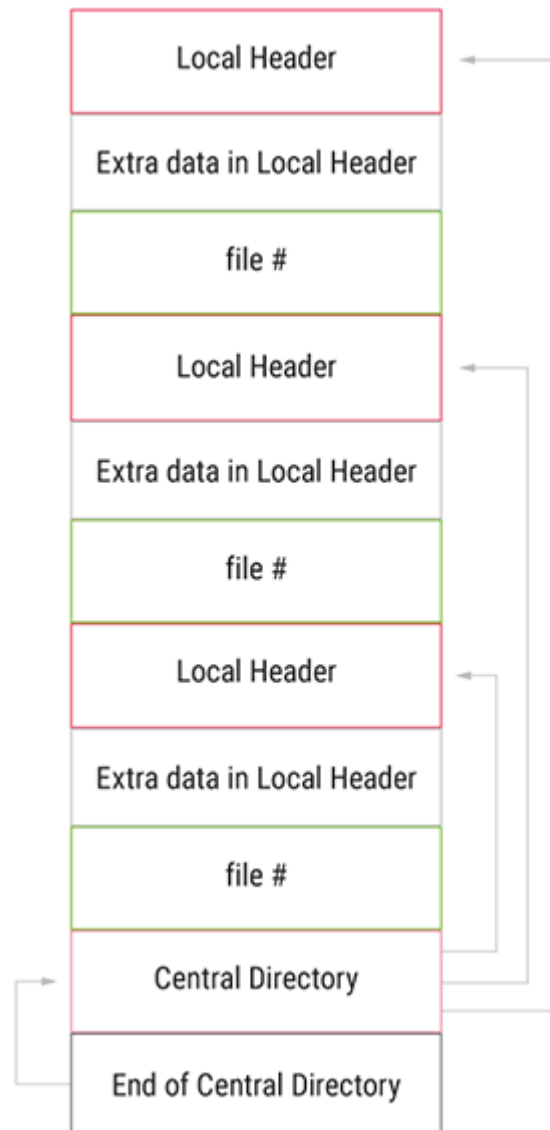 Local Header
Extra data in Local Header
file #
Local Header
Extra data in Local Header
file #
Local Header
Extra data in Local Header
file #
Central Directory
End of Central Directory